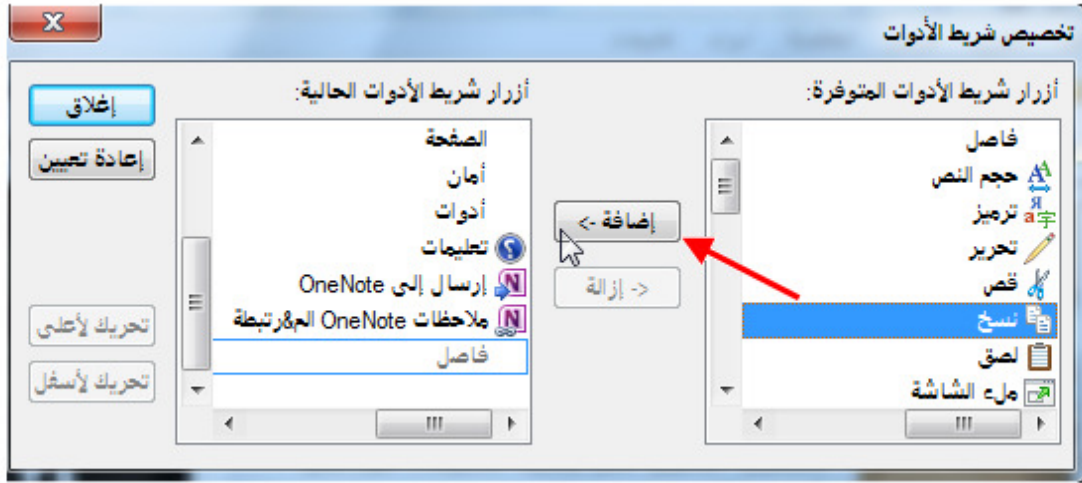 تخصيص شريط الأدوات
أزرار شريط الأدوات المتوفرة:
فاصل
حجم النص
ترميز
تحرير
قص
نسخ
لصق
ملء الشاشة
إضافة ->
<- إزالة
أزرار شريط الأدوات الحالية:
الصفحة
أمان
أدوات
تعليمات
إرسال إلى OneNote
ملاحظات OneNote الم&رتبطة
فاصل
إغلاق
إعادة تعيين
تحريك لأعلى
تحريك لأسفل